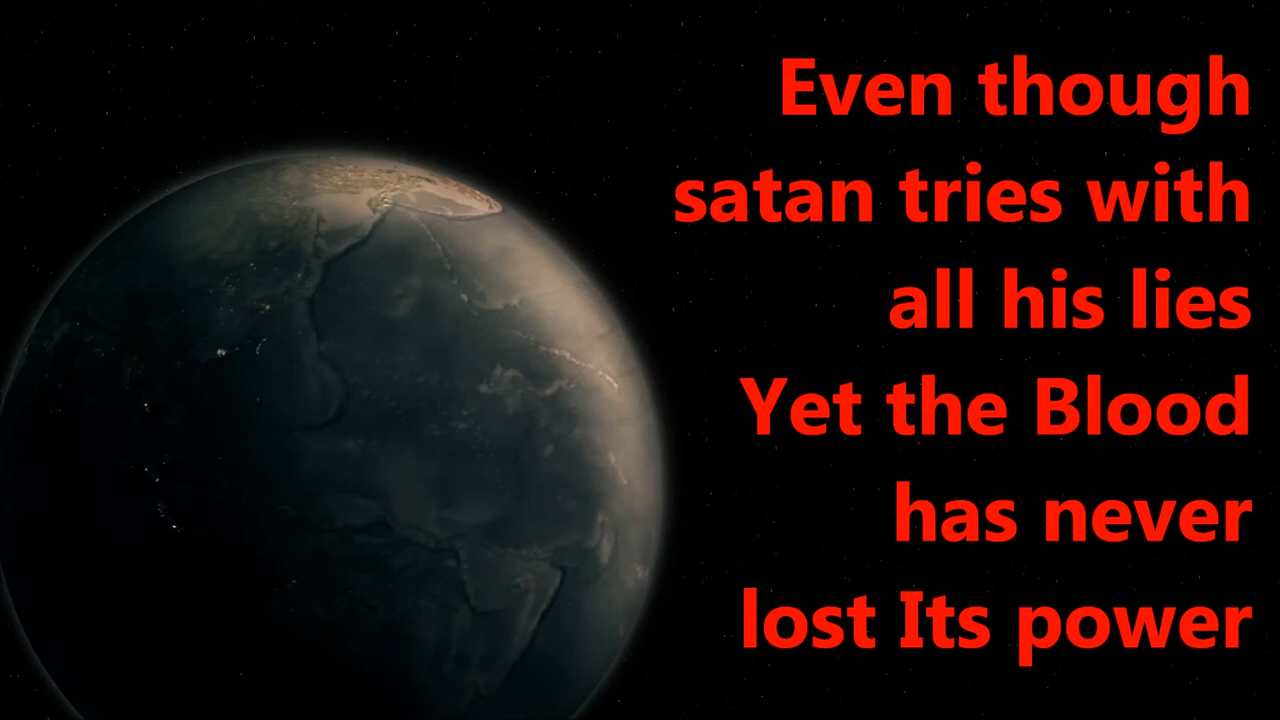 Even though
satan tries with
all his lies
Yet the Blood
has never
lost Its power